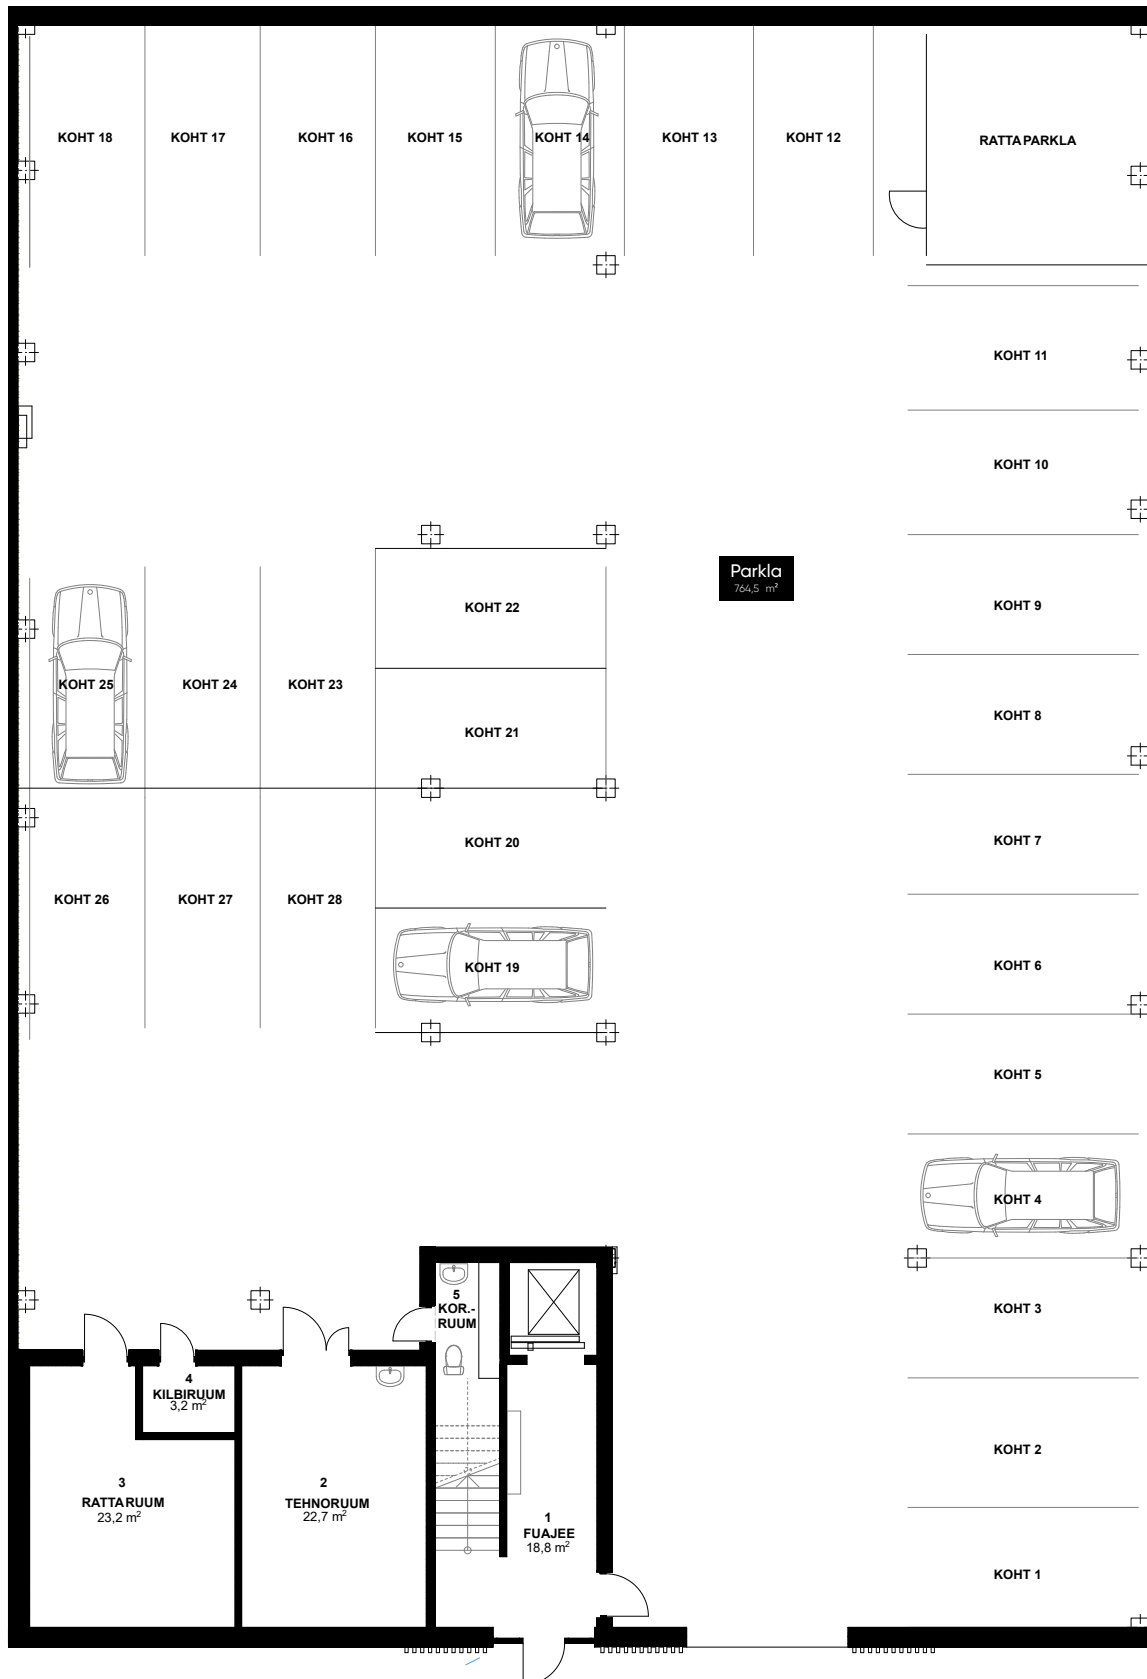 KOHT 18
KOHT 17
KOHT 16
KOHT 15
KOHT 14
KOHT 13
KOHT 12
RATTAPARKLA
KOHT 11
KOHT 10
Parkla
764,5 m²
KOHT 22
KOHT 9
KOHT 25
KOHT 24
KOHT 23
KOHT 8
KOHT 21
KOHT 20
KOHT 7
KOHT 26
KOHT 27
KOHT 28
KOHT 19
KOHT 6
KOHT 5
KOHT 4
5
KOR.-
RUUM
KOHT 3
4
KILBIRUUM
3,2 m²
KOHT 2
3
RATTARUUM
23,2 m²
2
TEHNORUUM
22,7 m²
1
FUAJEE
18,8 m²
KOHT 1